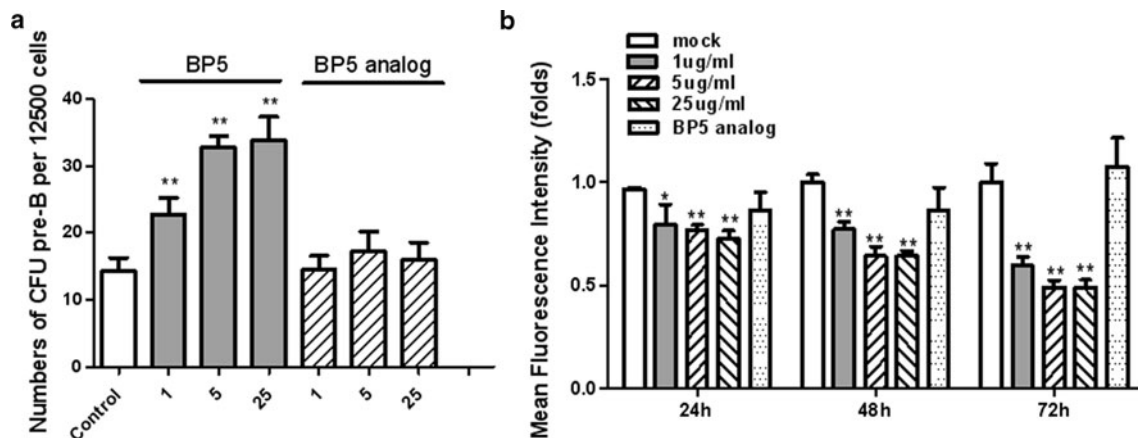 a
BP5
BP5 analog
Numbers of CFU pre-B per 12500 cells
40
30
20
10
0
**
**
**
Control
1
5
25
1
5
25
b
mock
1ug/ml
5ug/ml
25ug/ml
BP5 analog
Mean Fluorescence Intensity (folds)
1.5
1.0
0.5
0.0
*
**
**
**
**
**
**
**
**
24h
48h
72h